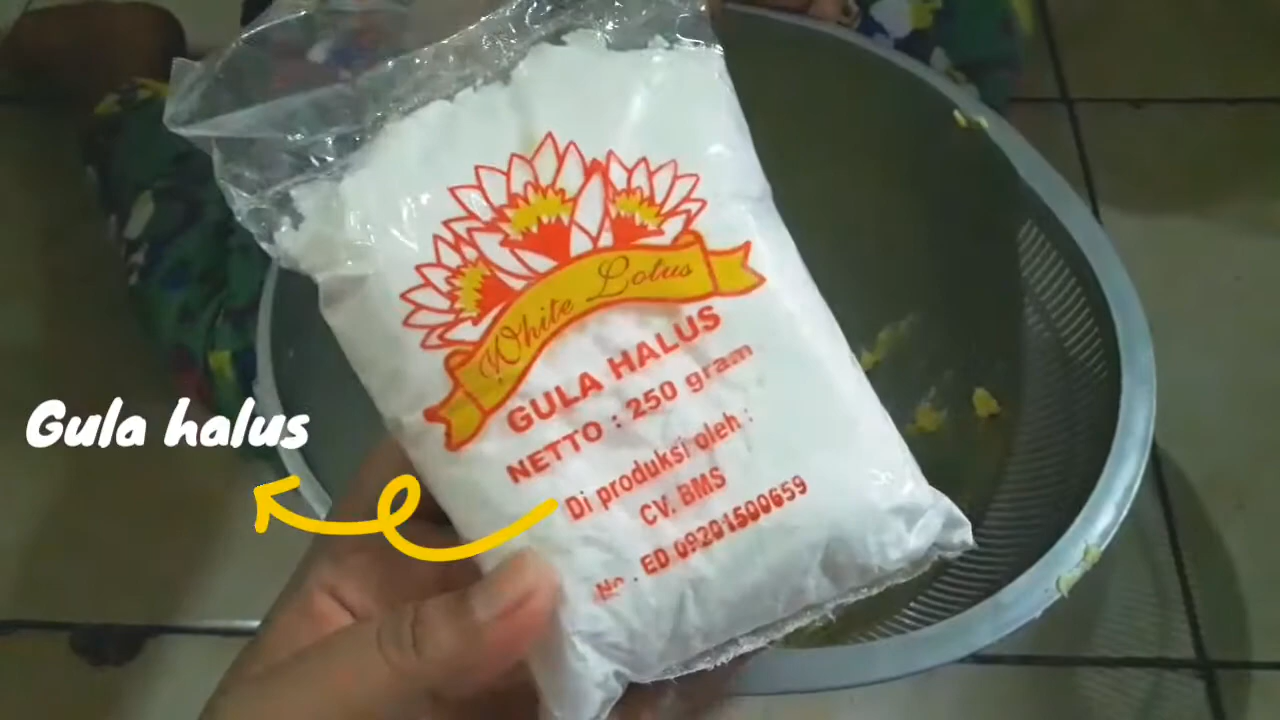 White Lotus
GULA HALUS
NETTO : 250 gram
Di produksi oleh :
CV. BMS
No. ED 09201500659
Gula halus